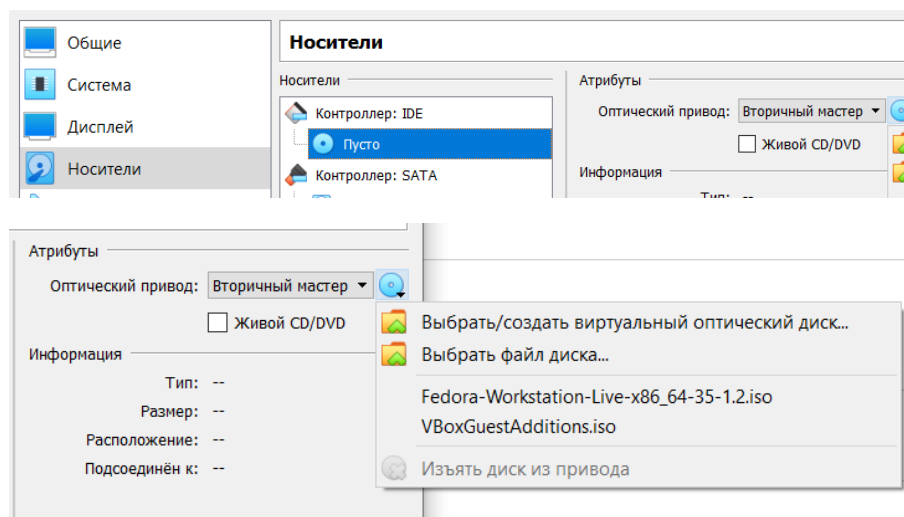 Общие
Система
Дисплей
Носители
Носители
Носители
Контроллер: IDE
Пусто
Контроллер: SATA
Атрибуты
Оптический привод: Вторичный мастер
Живой CD/DVD
Информация
Тип: --
Атрибуты
Оптический привод: Вторичный мастер
Живой CD/DVD
Информация
Тип: --
Размер: --
Расположение: --
Подсоединён к: --
Выбрать/создать виртуальный оптический диск...
Выбрать файл диска...
Fedora-Workstation-Live-x86_64-35-1.2.iso
VBoxGuestAdditions.iso
Изъять диск из привода